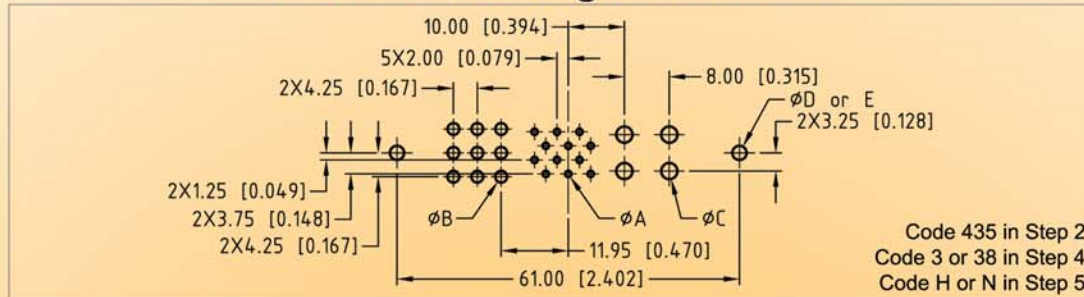 10.00 [0.394]
5X2.00 [0.079]
8.00 [0.315]
2X4.25 [0.167]
ØD or E
2X3.25 [0.128]
2X1.25 [0.049]
2X3.75 [0.148]
2X4.25 [0.167]
ØB
ØA
ØC
11.95 [0.470]
61.00 [2.402]
Code 435 in Step 2
Code 3 or 38 in Step 4
Code H or N in Step 5